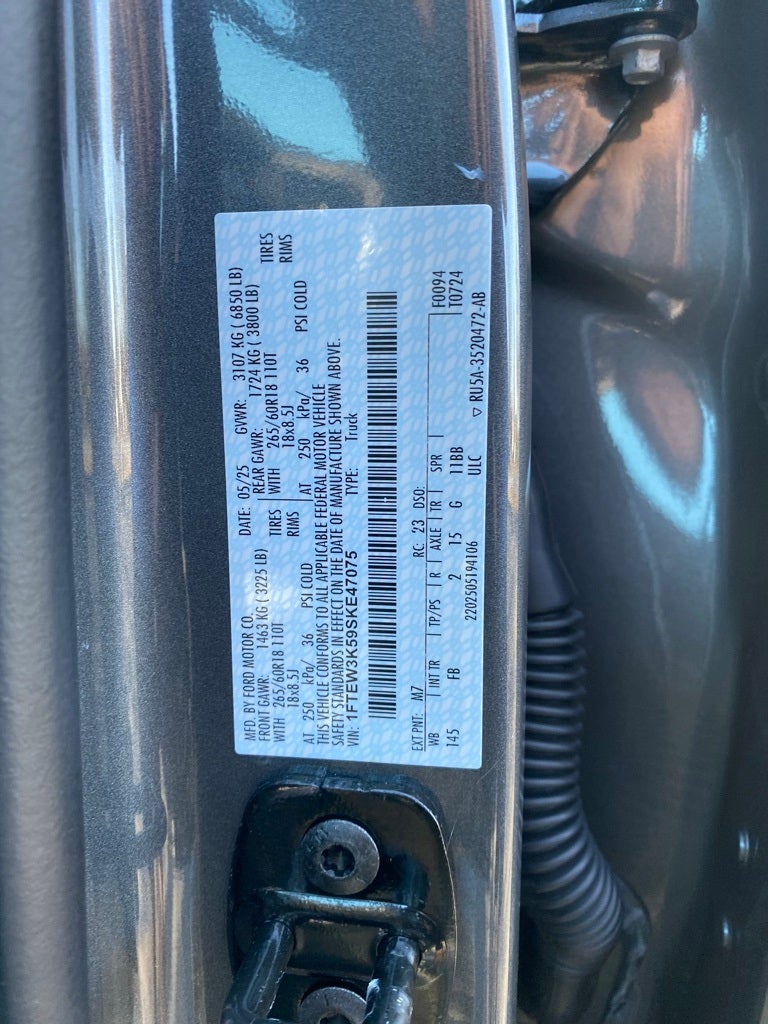 MFD. BY FORD MOTOR CO. DATE: 05/25 GVWR: 3107 KG ( 6850 LB)
FRONT GAWR: 1463 KG ( 3225 LB) REAR GAWR: 1724 KG ( 3800 LB)
WITH 265/60R18 110T TIRES WITH 265/60R18 110T TIRES
18x8.5J RIMS 18x8.5J RIMS
AT 250 kPa/ 36 PSI COLD AT 250 kPa/ 36 PSI COLD
THIS VEHICLE CONFORMS TO ALL APPLICABLE FEDERAL MOTOR VEHICLE
SAFETY STANDARDS IN EFFECT ON THE DATE OF MANUFACTURE SHOWN ABOVE.
VIN: 1FTEW3K59SKE47075 TYPE: Truck
EXT PNT: M7 RC: 23 DSO: F0094
WB INT TR TP/PS R AXLE TR SPR T0724
145 FB 2 15 G 11BB
2202505194106 ULC ▽ RU5A-3520472-AB